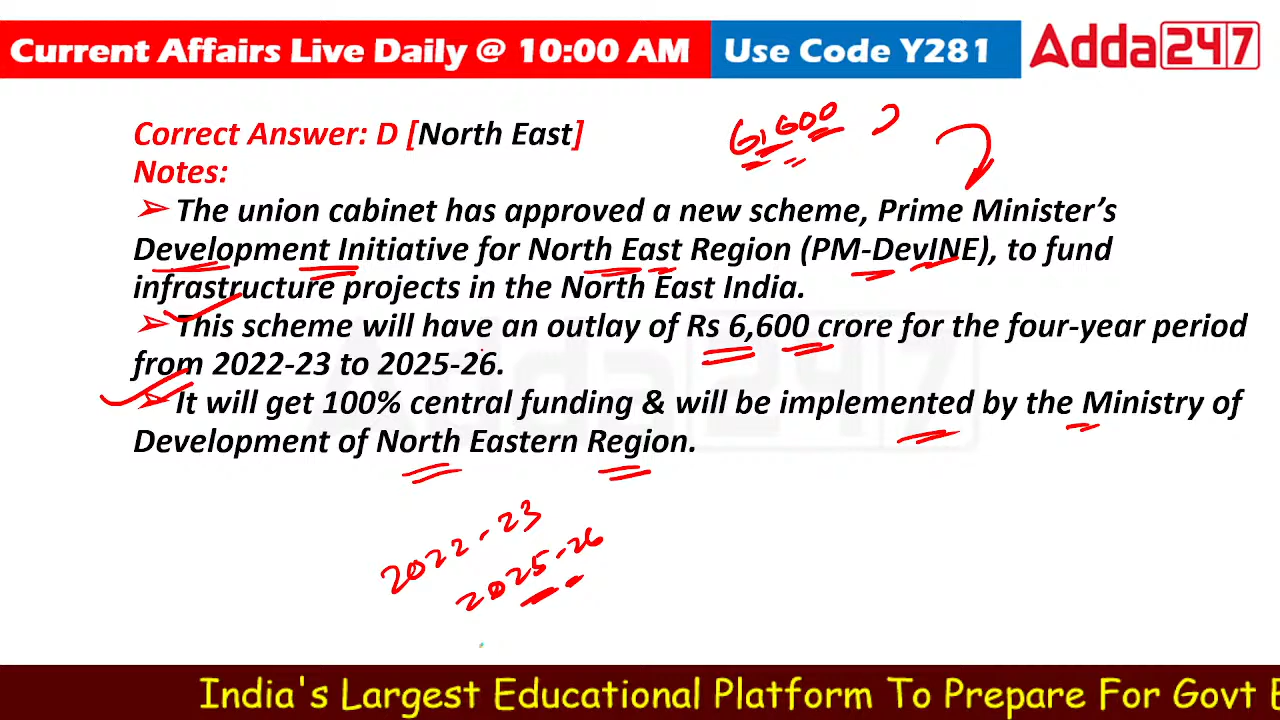 Current Affairs Live Daily @ 10:00 AM
Use Code Y281
Adda247
6,600
Correct Answer: D [North East]
Notes:
➢ The union cabinet has approved a new scheme, Prime Minister's
Development Initiative for North East Region (PM-DevINE), to fund
infrastructure projects in the North East India.
➢ This scheme will have an outlay of Rs 6,600 crore for the four-year period
from 2022-23 to 2025-26.
➢ It will get 100% central funding & will be implemented by the Ministry of
Development of North Eastern Region.
Adda247
2022-23
2025-26
India's Largest Educational Platform To Prepare For Govt E